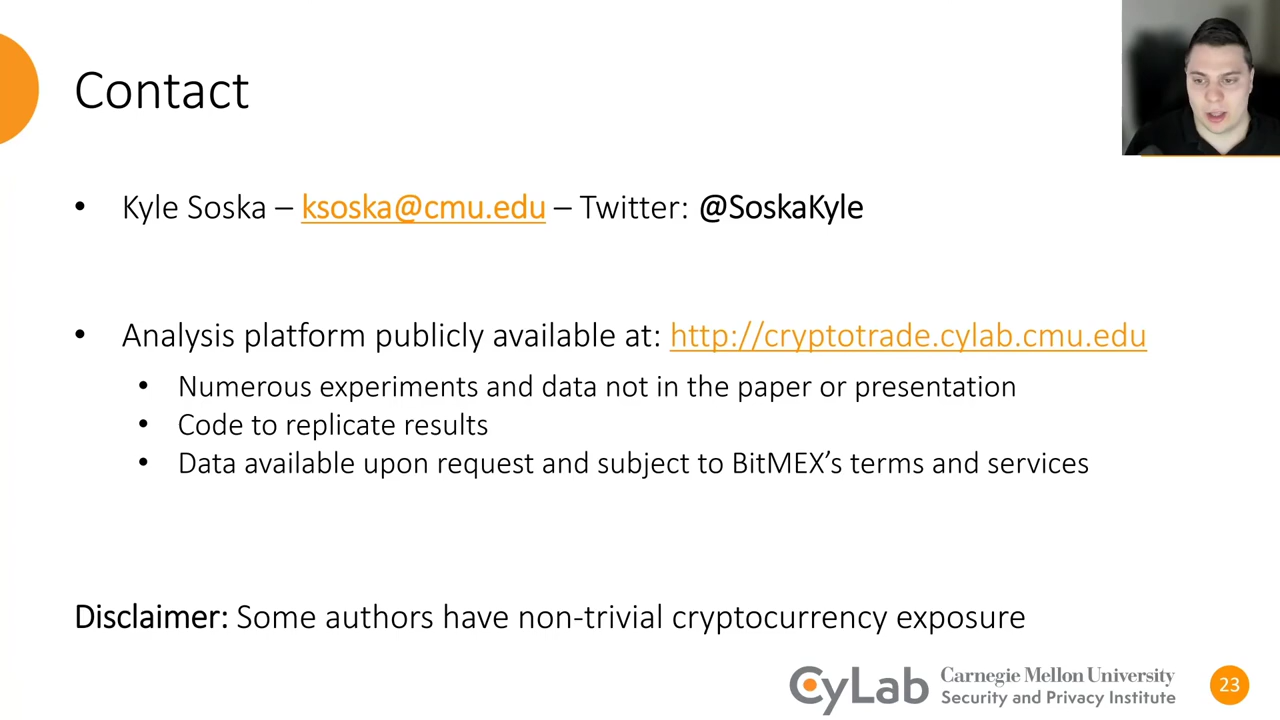 Contact
• Kyle Soska – ksoska@cmu.edu – Twitter: @SoskaKyle
• Analysis platform publicly available at: http://cryptotrade.cylab.cmu.edu
• Numerous experiments and data not in the paper or presentation
• Code to replicate results
• Data available upon request and subject to BitMEX’s terms and services
Disclaimer: Some authors have non-trivial cryptocurrency exposure
CyLab
Carnegie Mellon University
Security and Privacy Institute
23